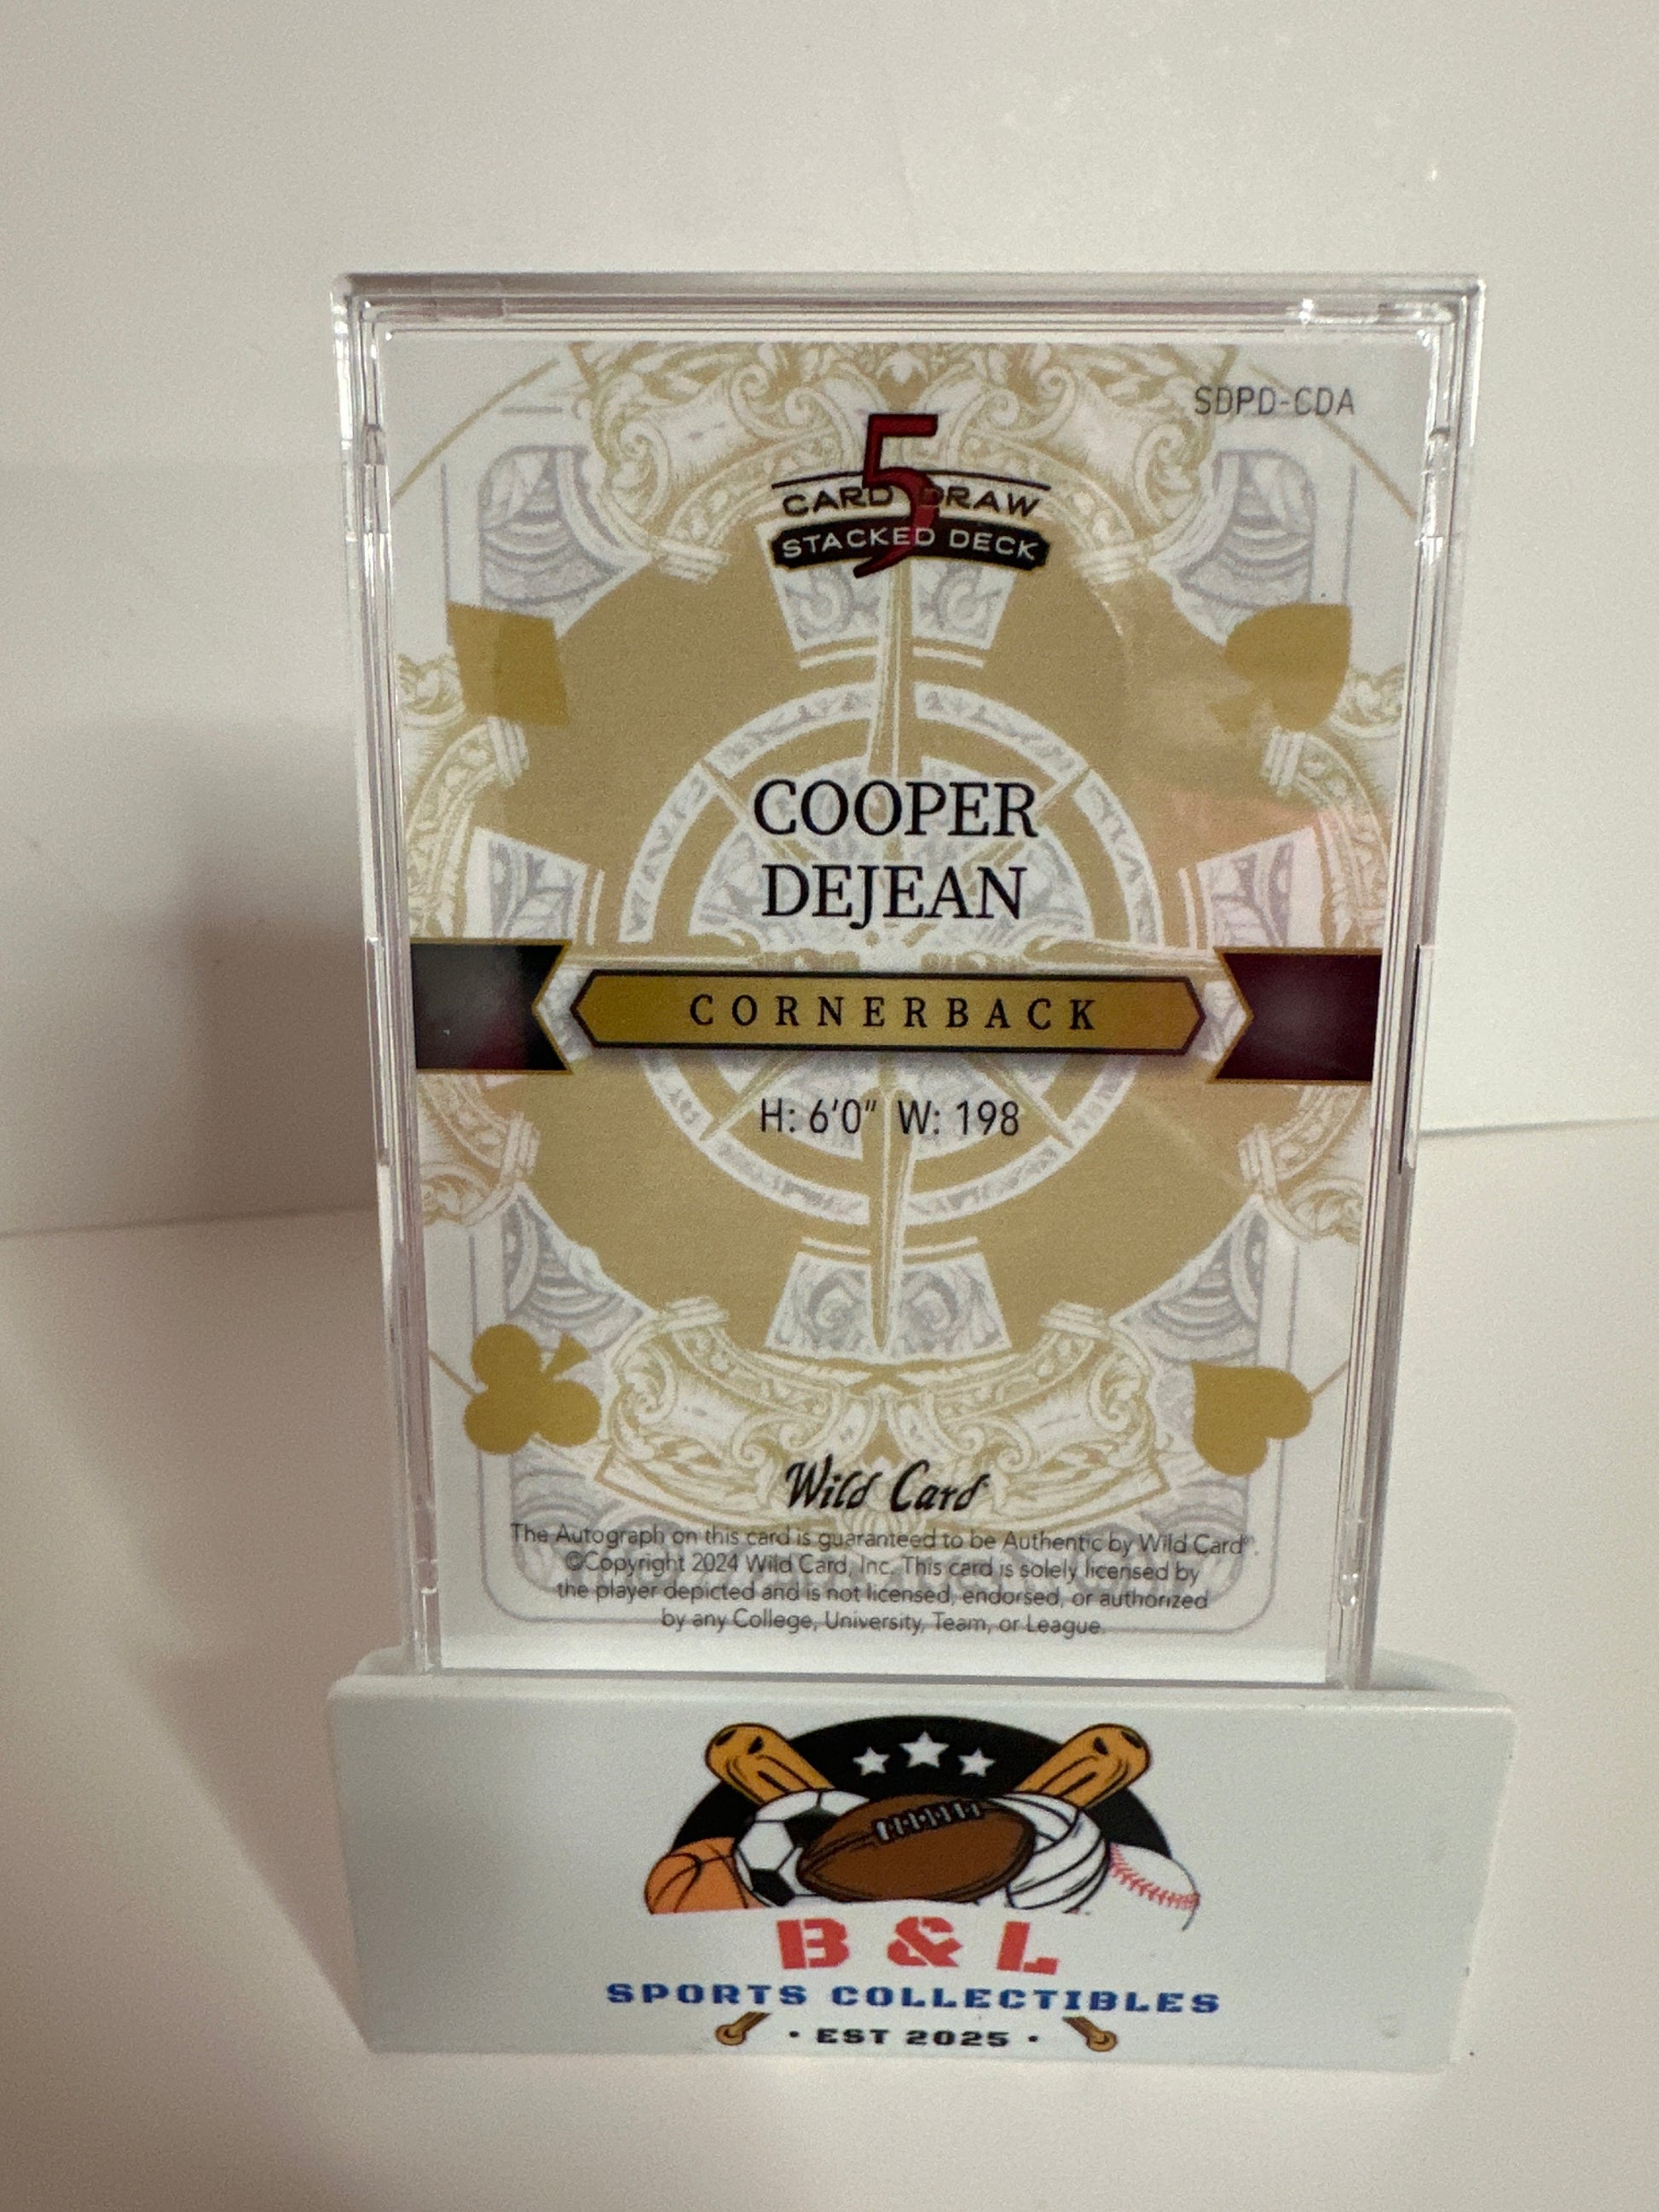 SDPD-CDA
5
CARD DRAW
STACKED DECK
COOPER
DEJEAN
CORNERBACK
H: 6'0" W: 198
Wild Card
The Autograph on this card is guaranteed to be Authentic by Wild Card®.
©Copyright 2024 Wild Card, Inc. This card is solely licensed by
the player depicted and is not licensed, endorsed, or authorized
by any College, University, Team, or League.
B & L
SPORTS COLLECTIBLES
• EST 2025 •